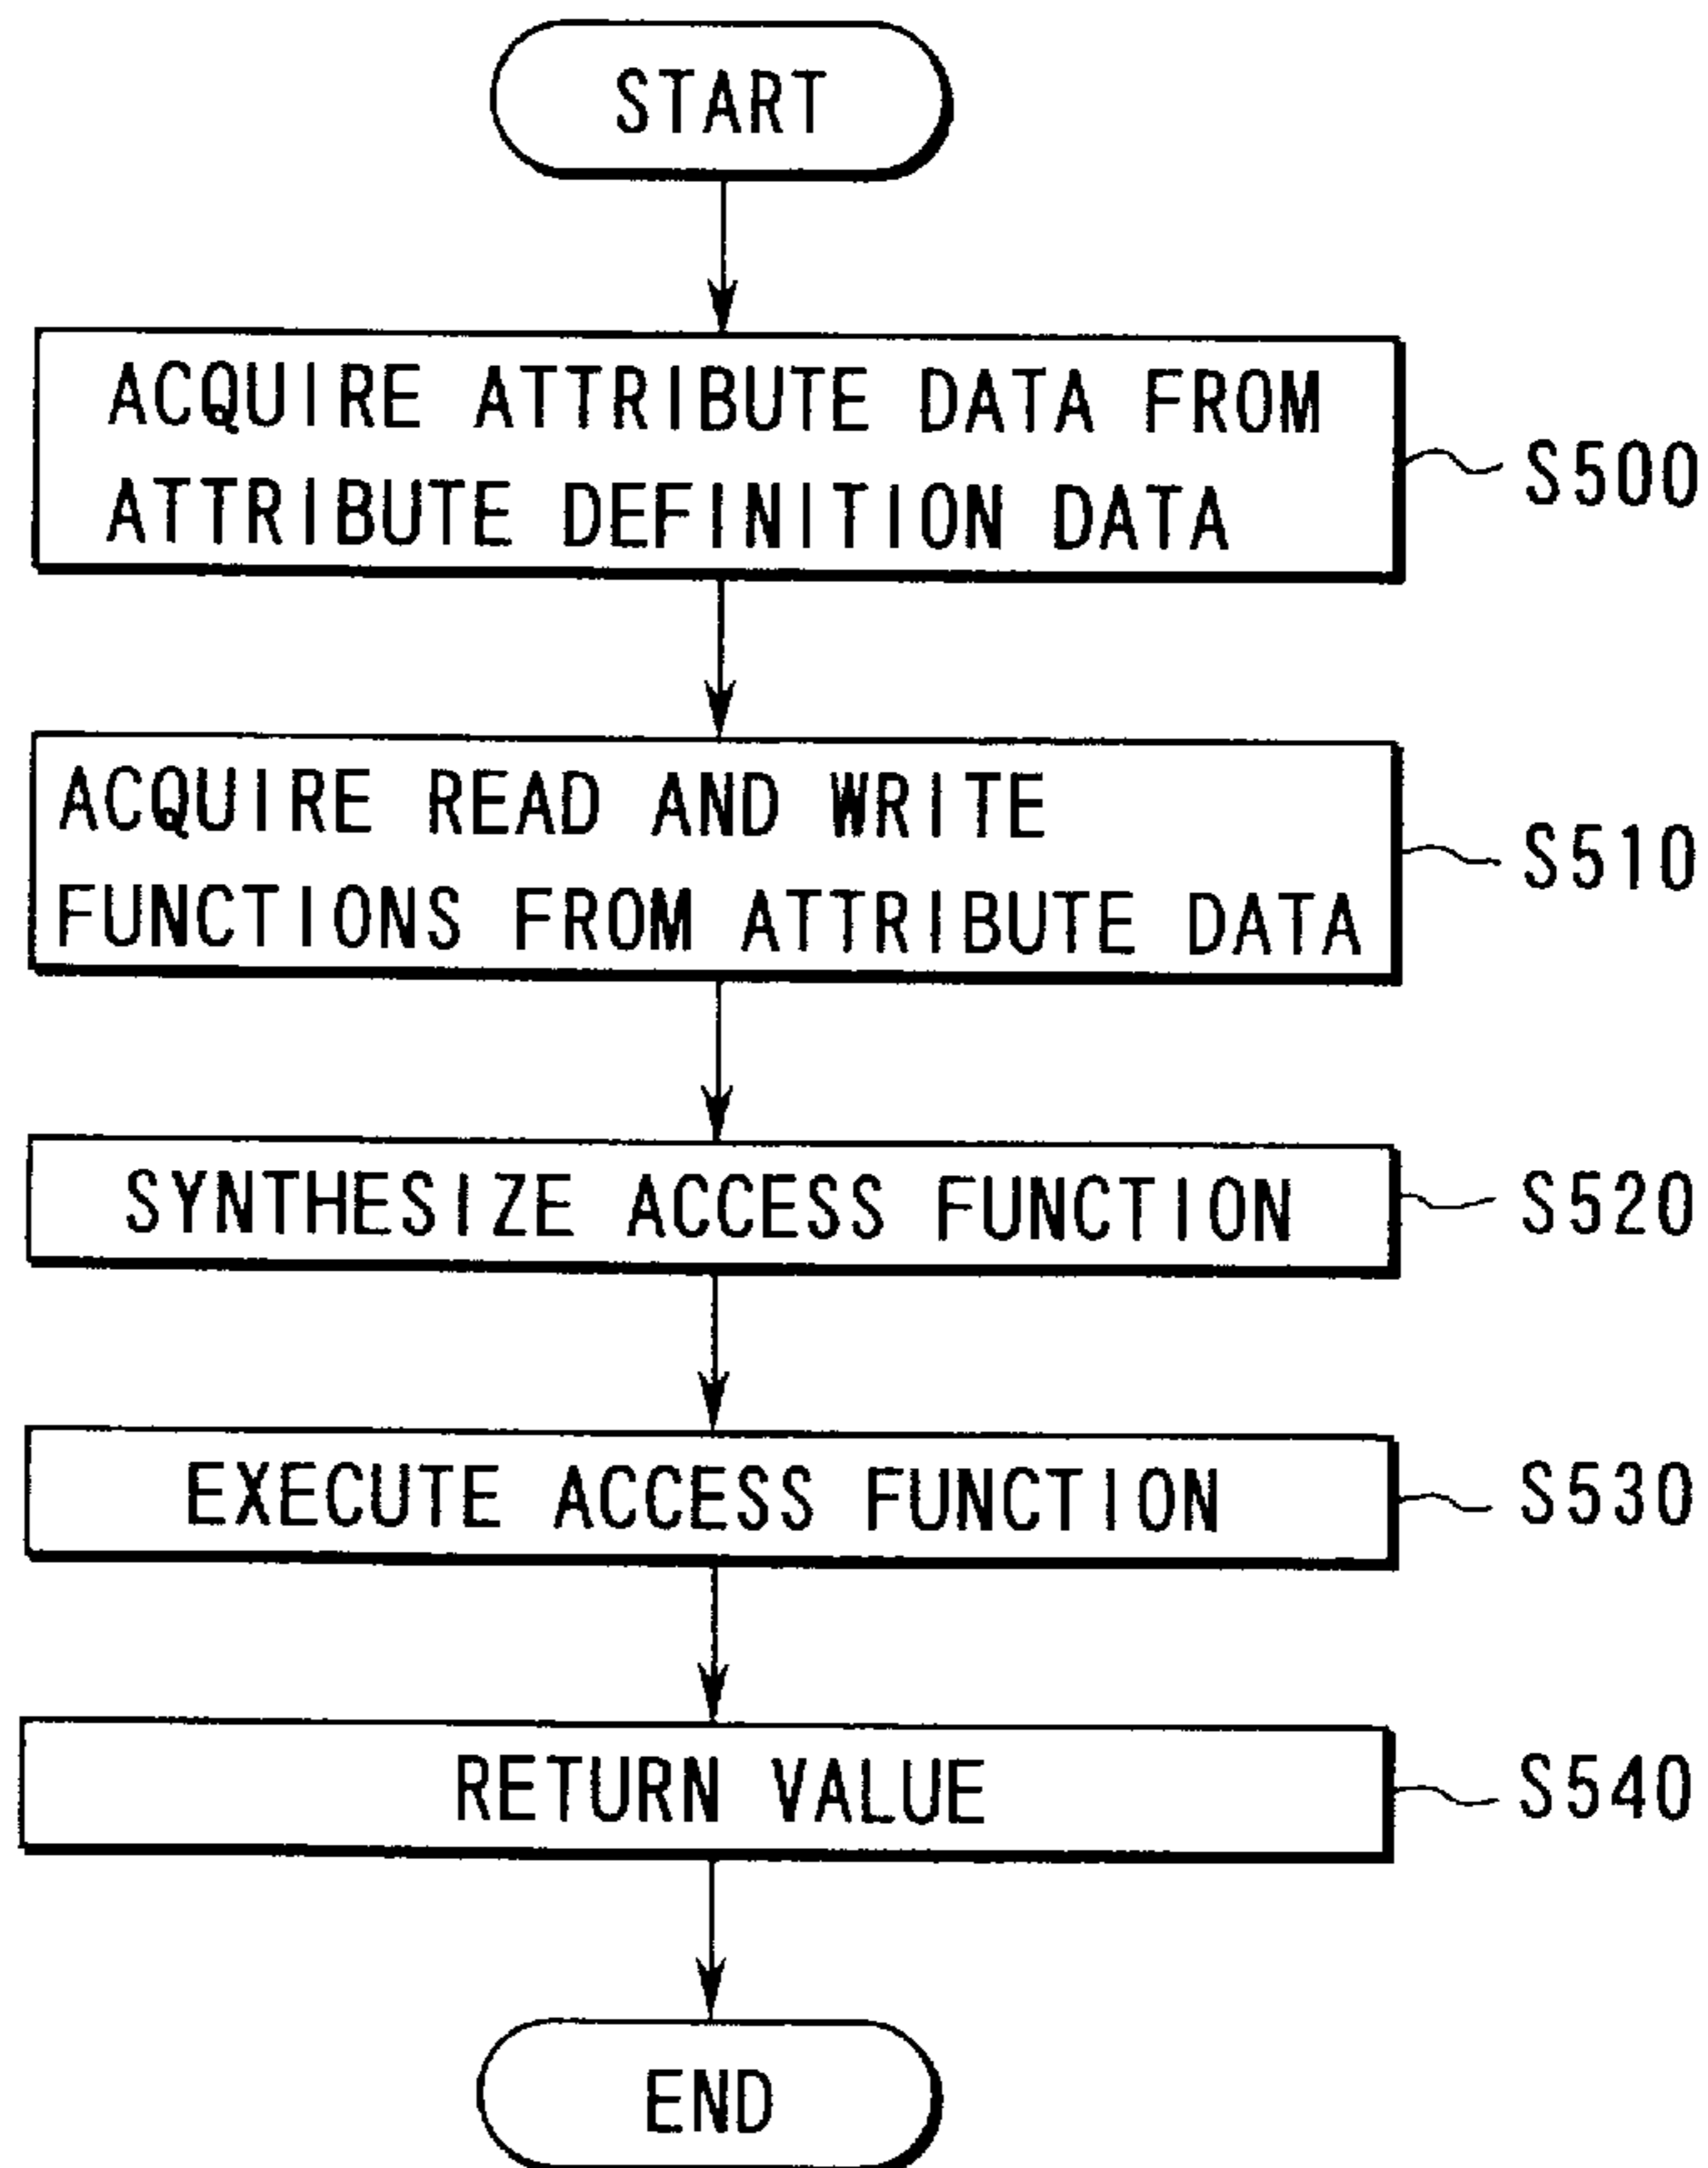 START
ACQUIRE ATTRIBUTE DATA FROM
ATTRIBUTE DEFINITION DATA
S500
ACQUIRE READ AND WRITE
FUNCTIONS FROM ATTRIBUTE DATA
S510
SYNTHESIZE ACCESS FUNCTION
S520
EXECUTE ACCESS FUNCTION
S530
RETURN VALUE
S540
END